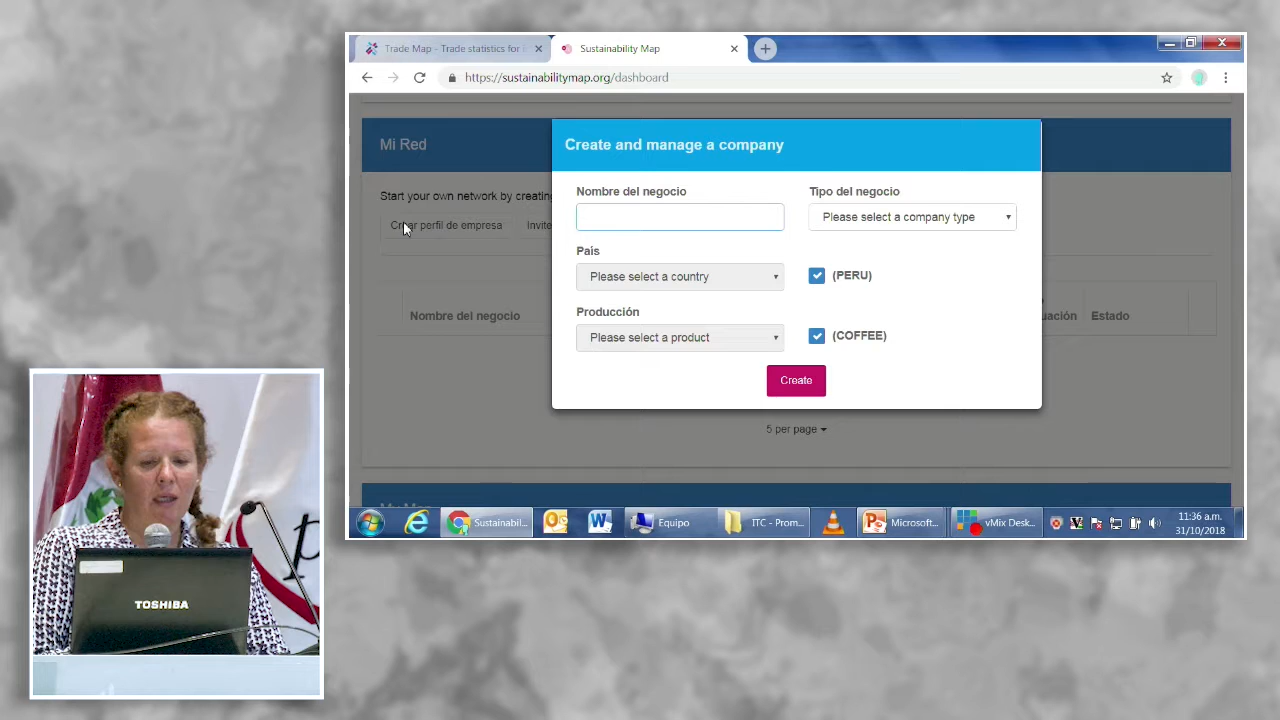 Trade Map - Trade statistics for i
Sustainability Map
https://sustainabilitymap.org/dashboard
Mi Red
Create and manage a company
Start your own network by creating
Nombre del negocio
Tipo del negocio
Please select a company type
Crear perfil de empresa
Invite
País
Please select a country
(PERU)
Nombre del negocio
uación
Estado
Producción
Please select a product
(COFFEE)
Create
5 per page
Sustainabil...
Equipo
ITC - Prom...
Microsoft...
vMix Desk...
11:36 a.m.
31/10/2018
TOSHIBA
p